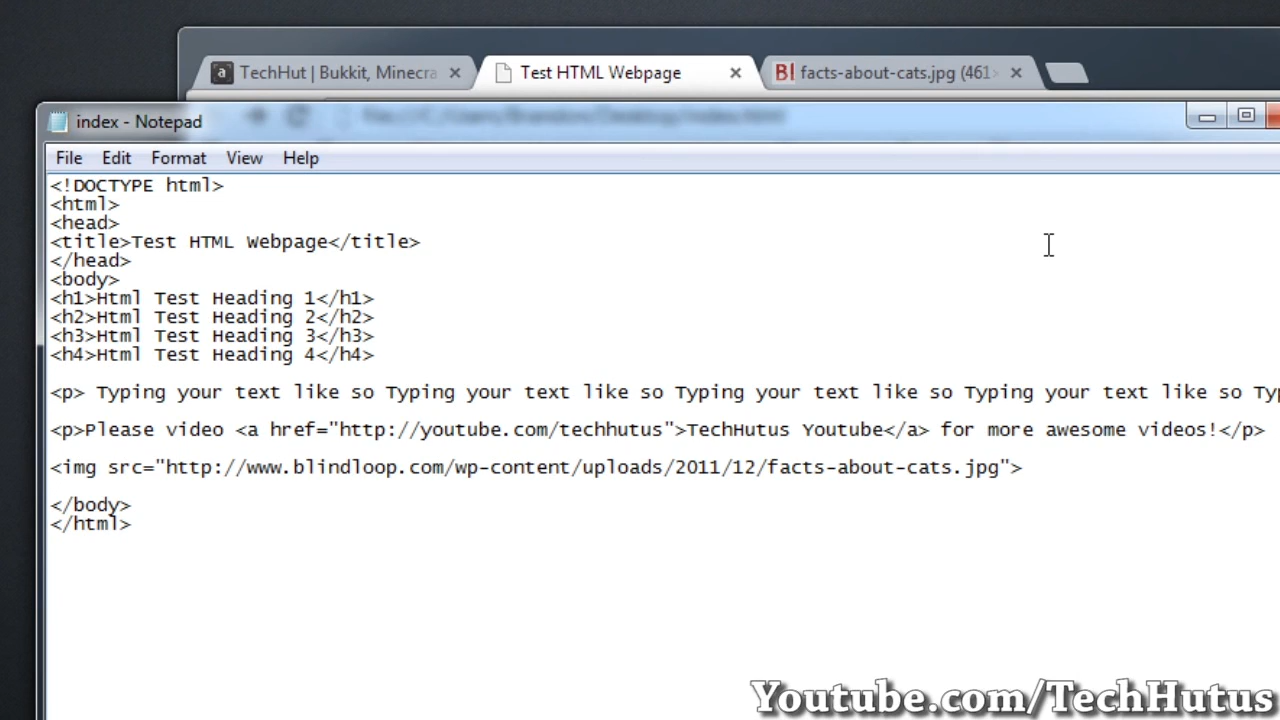 TechHut | Bukkit, Minecra
Test HTML Webpage
facts-about-cats.jpg (461
index - Notepad
File Edit Format View Help
<!DOCTYPE html>
<html>
<head>
<title>Test HTML Webpage</title>
</head>
<body>
<h1>Html Test Heading 1</h1>
<h2>Html Test Heading 2</h2>
<h3>Html Test Heading 3</h3>
<h4>Html Test Heading 4</h4>
<p> Typing your text like so Typing your text like so Typing your text like so Typing your text like so Typ
<p>Please video <a href="http://youtube.com/techhutus">TechHutus Youtube</a> for more awesome videos!</p>
<img src="http://www.blindloop.com/wp-content/uploads/2011/12/facts-about-cats.jpg">
</body>
</html>
Youtube.com/TechHutus